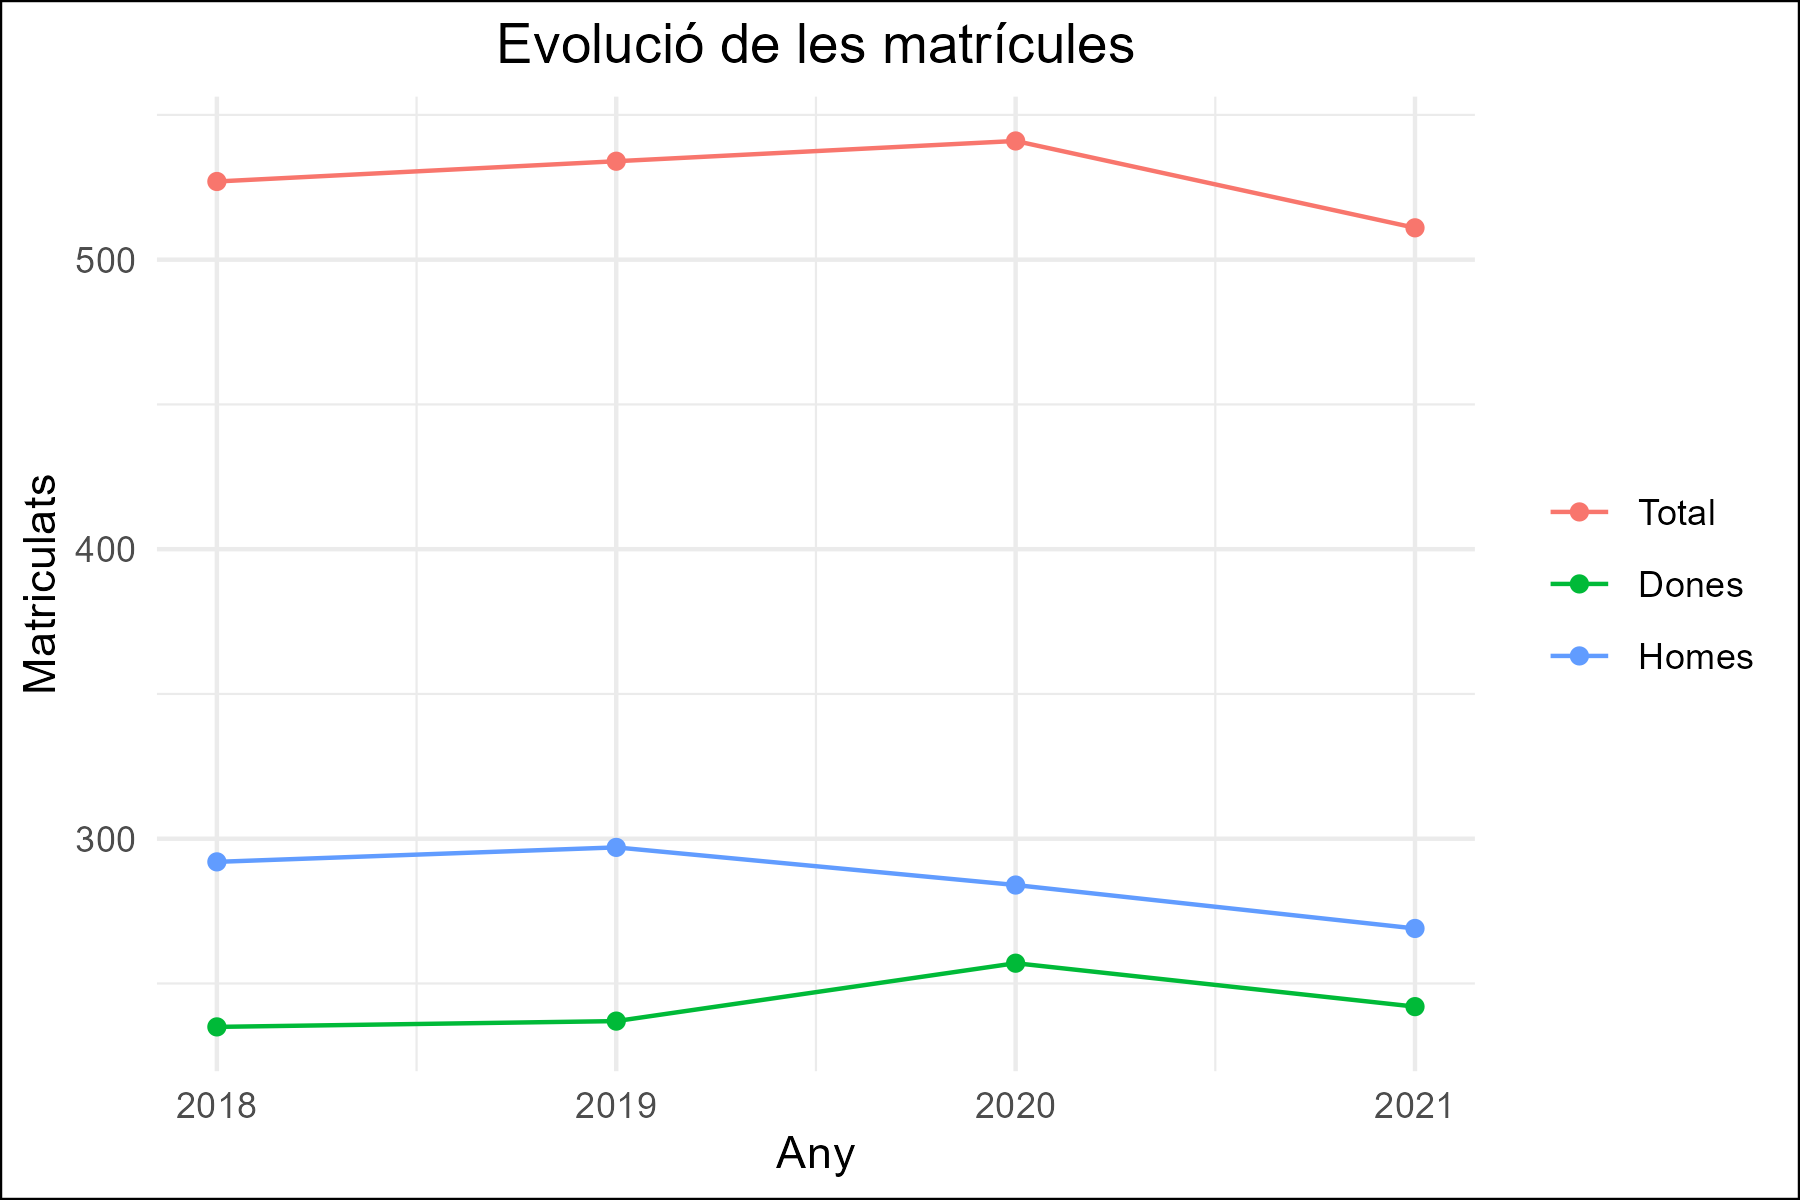 Evolució de les matrícules
Matriculats
500
400
300
2018
2019
2020
2021
Any
Total
Dones
Homes